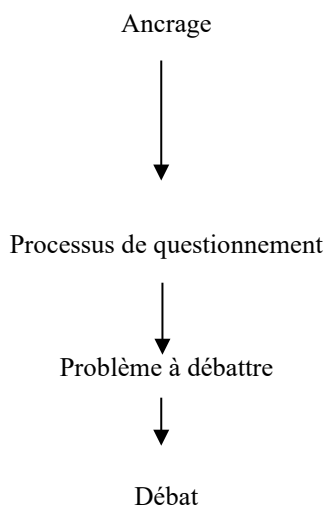 Ancrage
Processus de questionnement
Problème à débattre
Débat